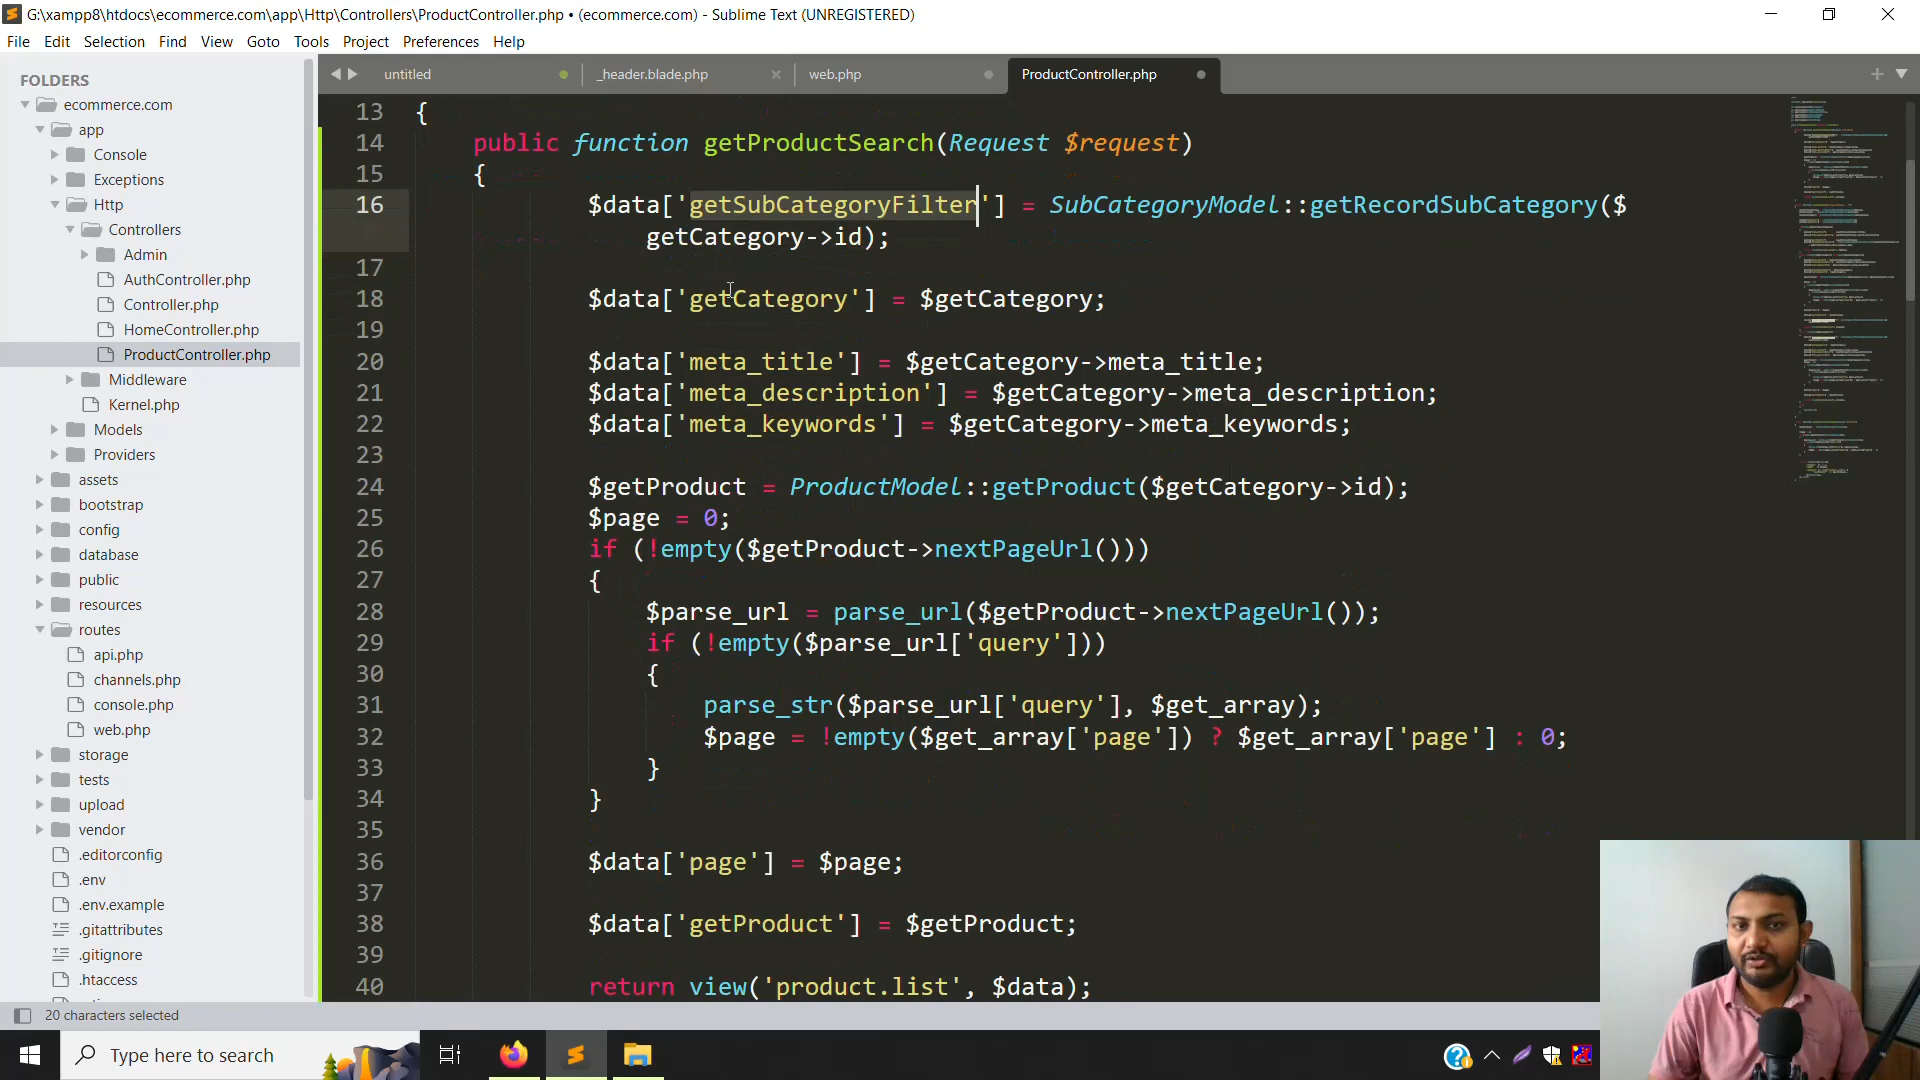 G:\xampp8\htdocs\ecommerce.com\app\Http\Controllers\ProductController.php • (ecommerce.com) - Sublime Text (UNREGISTERED)
File Edit Selection Find View Goto Tools Project Preferences Help
FOLDERS
ecommerce.com
app
Console
Exceptions
Http
Controllers
Admin
AuthController.php
Controller.php
HomeController.php
ProductController.php
Middleware
Kernel.php
Models
Providers
assets
bootstrap
config
database
public
resources
routes
api.php
channels.php
console.php
web.php
storage
tests
upload
vendor
.editorconfig
.env
.env.example
.gitattributes
.gitignore
.htaccess
untitled _header.blade.php web.php ProductController.php
13 {
14 public function getProductSearch(Request $request)
15 {
16 $data['getSubCategoryFilter'] = SubCategoryModel::getRecordSubCategory($
getCategory->id);
17
18 $data['getCategory'] = $getCategory;
19
20 $data['meta_title'] = $getCategory->meta_title;
21 $data['meta_description'] = $getCategory->meta_description;
22 $data['meta_keywords'] = $getCategory->meta_keywords;
23
24 $getProduct = ProductModel::getProduct($getCategory->id);
25 $page = 0;
26 if (!empty($getProduct->nextPageUrl()))
27 {
28 $parse_url = parse_url($getProduct->nextPageUrl());
29 if (!empty($parse_url['query']))
30 {
31 parse_str($parse_url['query'], $get_array);
32 $page = !empty($get_array['page']) ? $get_array['page'] : 0;
33 }
34 }
35
36 $data['page'] = $page;
37
38 $data['getProduct'] = $getProduct;
39
40 return view('product.list', $data);
20 characters selected
Type here to search